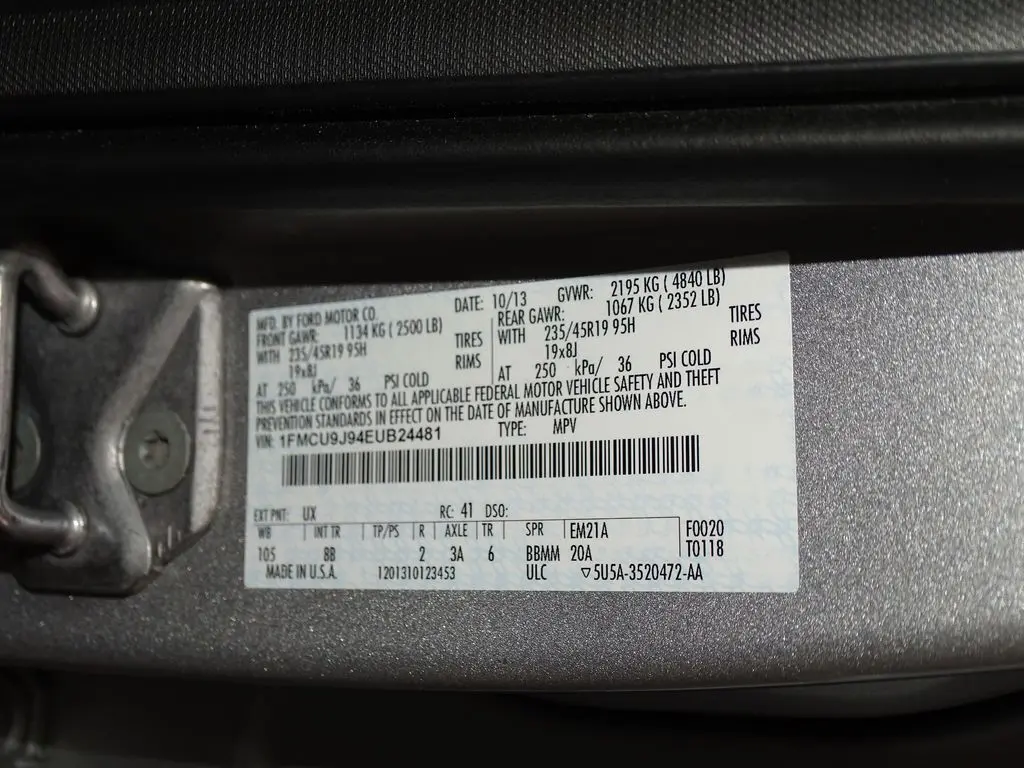 MFD. BY FORD MOTOR CO. DATE: 10/13 GVWR: 2195 KG ( 4840 LB)
FRONT GAWR: 1134 KG ( 2500 LB) REAR GAWR: 1067 KG ( 2352 LB)
WITH 235/45R19 95H TIRES WITH 235/45R19 95H TIRES
19x8J RIMS 19x8J RIMS
AT 250 kPa/ 36 PSI COLD AT 250 kPa/ 36 PSI COLD
THIS VEHICLE CONFORMS TO ALL APPLICABLE FEDERAL MOTOR VEHICLE SAFETY AND THEFT
PREVENTION STANDARDS IN EFFECT ON THE DATE OF MANUFACTURE SHOWN ABOVE.
VIN: 1FMCU9J94EUB24481 TYPE: MPV
EXT PNT: UX RC: 41 DSO:
WB INT TR TP/PS R AXLE TR SPR EM21A F0020
105 8B 2 3A 6 BBMM 20A T0118
MADE IN U.S.A. 1201310123453 ULC ▽5U5A-3520472-AA